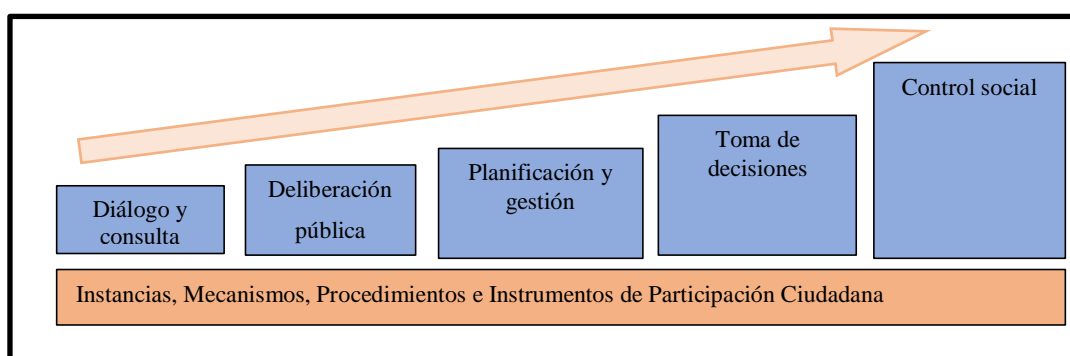 Diálogo y
consulta
Deliberación
pública
Planificación y
gestión
Toma de
decisiones
Control social
Instancias, Mecanismos, Procedimientos e Instrumentos de Participación Ciudadana